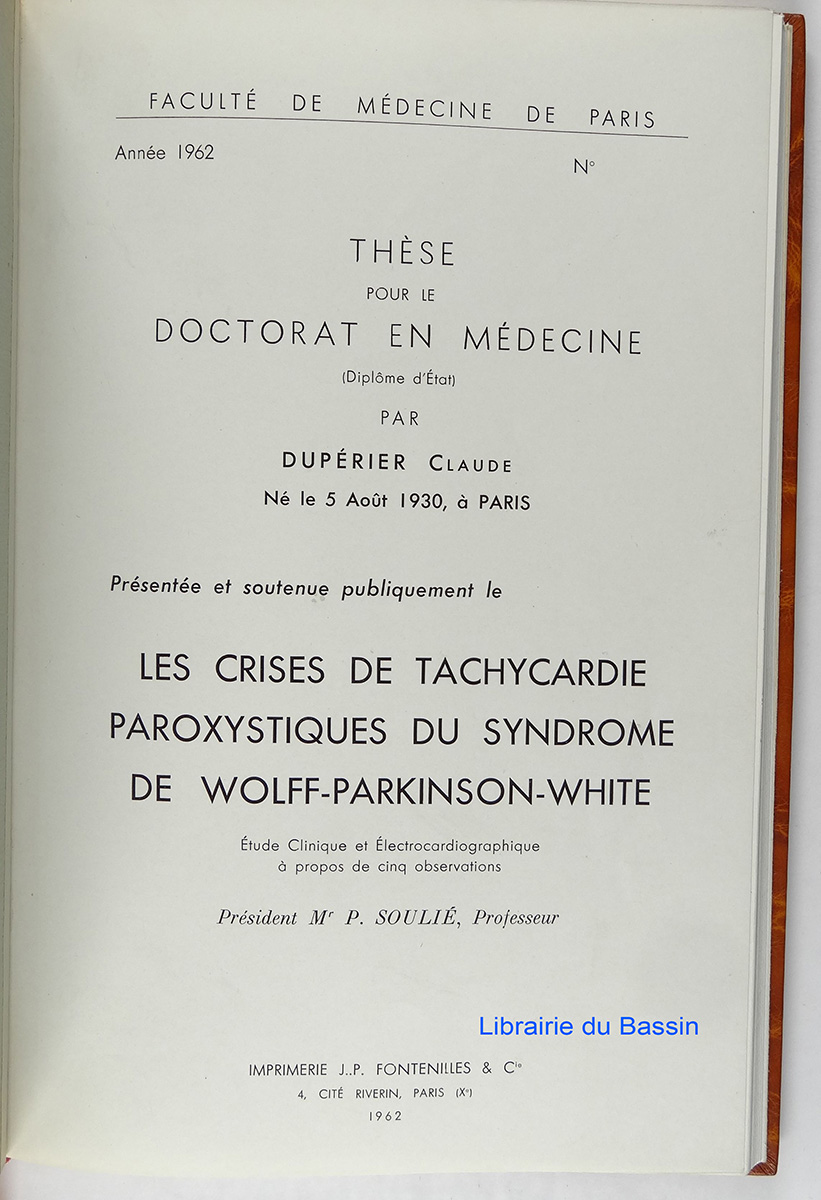 FACULTÉ DE MÉDECINE DE PARIS
Année 1962
N°
THÈSE
POUR LE
DOCTORAT EN MÉDECINE
(Diplôme d'État)
PAR
DUPÉRIER CLAUDE
Né le 5 Août 1930, à PARIS
Présentée et soutenue publiquement le
LES CRISES DE TACHYCARDIE
PAROXYSTIQUES DU SYNDROME
DE WOLFF-PARKINSON-WHITE
Étude Clinique et Électrocardiographique
à propos de cinq observations
Président Mr P. SOULIÉ, Professeur
Librairie du Bassin
IMPRIMERIE J..P. FONTENILLES & Cie
4, CITÉ RIVERIN, PARIS (Xe)
1962